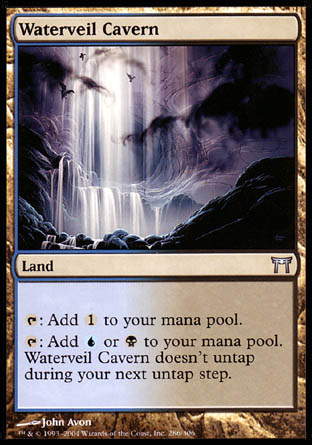 Waterveil Cavern
Land
: Add 1 to your mana pool.
: Add or to your mana pool.
Waterveil Cavern doesn't untap
during your next untap step.
John Avon
™ & © 1993-2004 Wizards of the Coast, Inc. 286/306